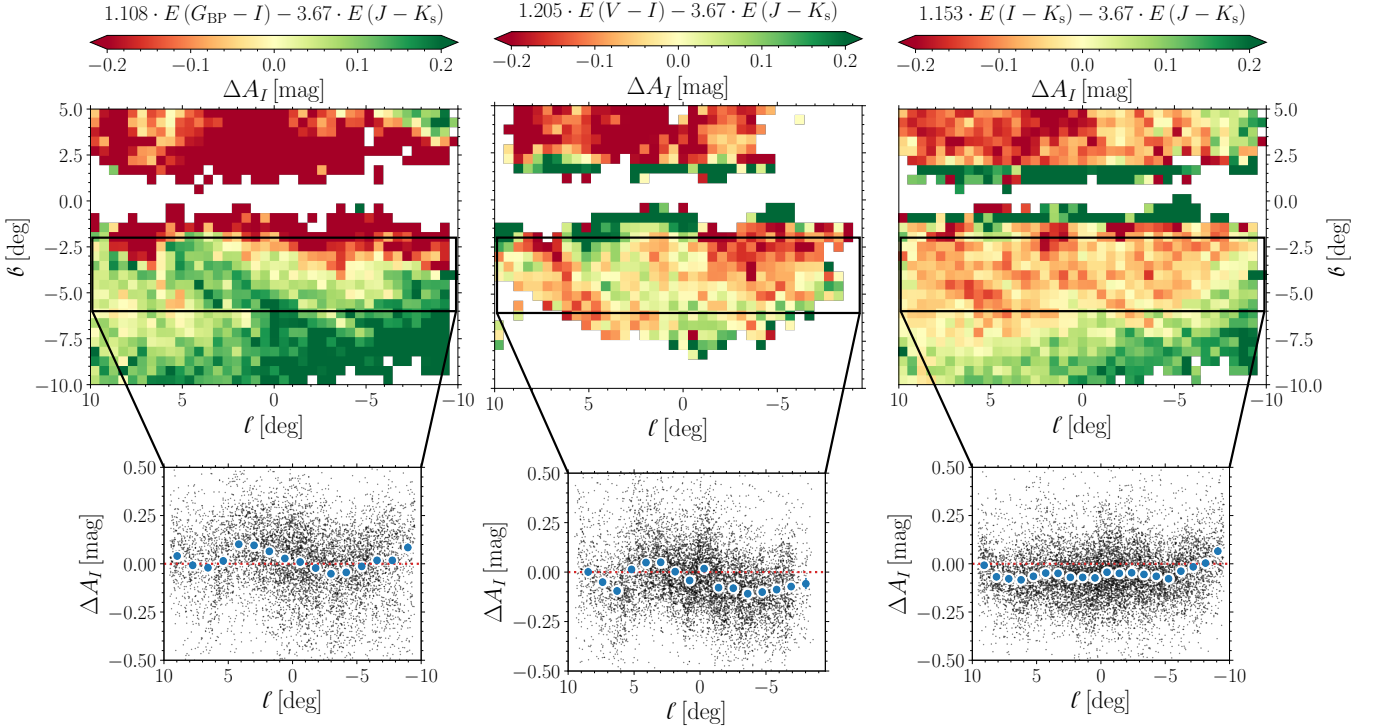 1.108 · E (G_BP − I) − 3.67 · E (J − K_s)
−0.2 −0.1 0.0 0.1 0.2
ΔA_I [mag]
5.0
2.5
0.0
−2.5
−5.0
−7.5
−10.0
𝒷 [deg]
10 5 0 −5 −10
ℓ [deg]
0.50
0.25
0.00
−0.25
−0.50
ΔA_I [mag]
10 5 0 −5 −10
ℓ [deg]
1.205 · E (V − I) − 3.67 · E (J − K_s)
−0.2 −0.1 0.0 0.1 0.2
ΔA_I [mag]
10 5 0 −5
ℓ [deg]
0.50
0.25
0.00
−0.25
−0.50
ΔA_I [mag]
10 5 0 −5
ℓ [deg]
1.153 · E (I − K_s) − 3.67 · E (J − K_s)
−0.2 −0.1 0.0 0.1 0.2
ΔA_I [mag]
5.0
2.5
0.0
−2.5
−5.0
−7.5
−10.0
𝒷 [deg]
10 5 0 −5 −10
ℓ [deg]
0.50
0.25
0.00
−0.25
−0.50
ΔA_I [mag]
10 5 0 −5 −10
ℓ [deg]